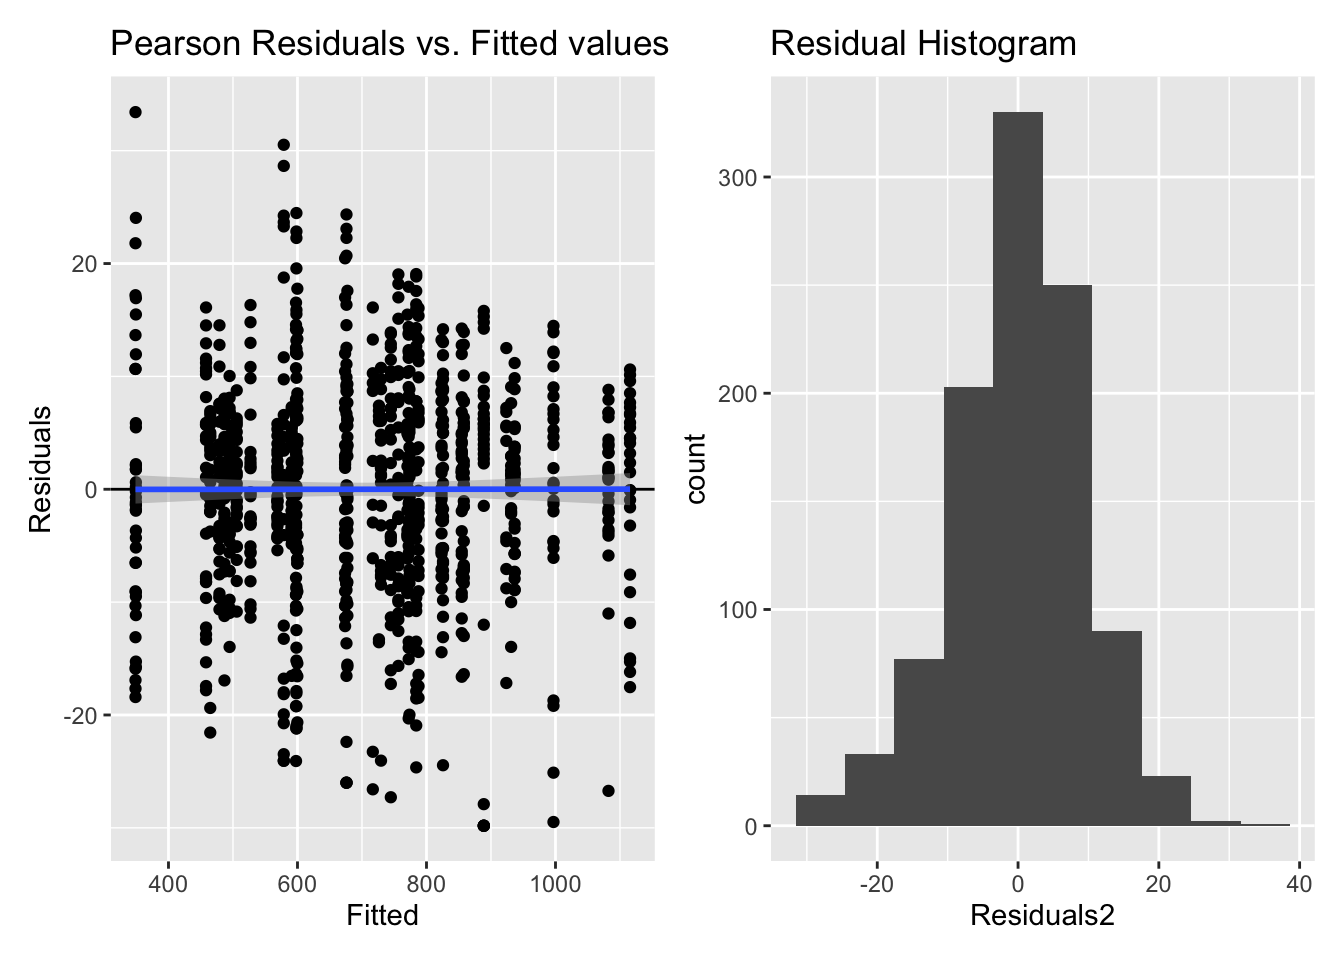 Pearson Residuals vs. Fitted values
Residuals
20
0
-20
400 600 800 1000
Fitted
Residual Histogram
count
300
200
100
0
-20 0 20 40
Residuals2